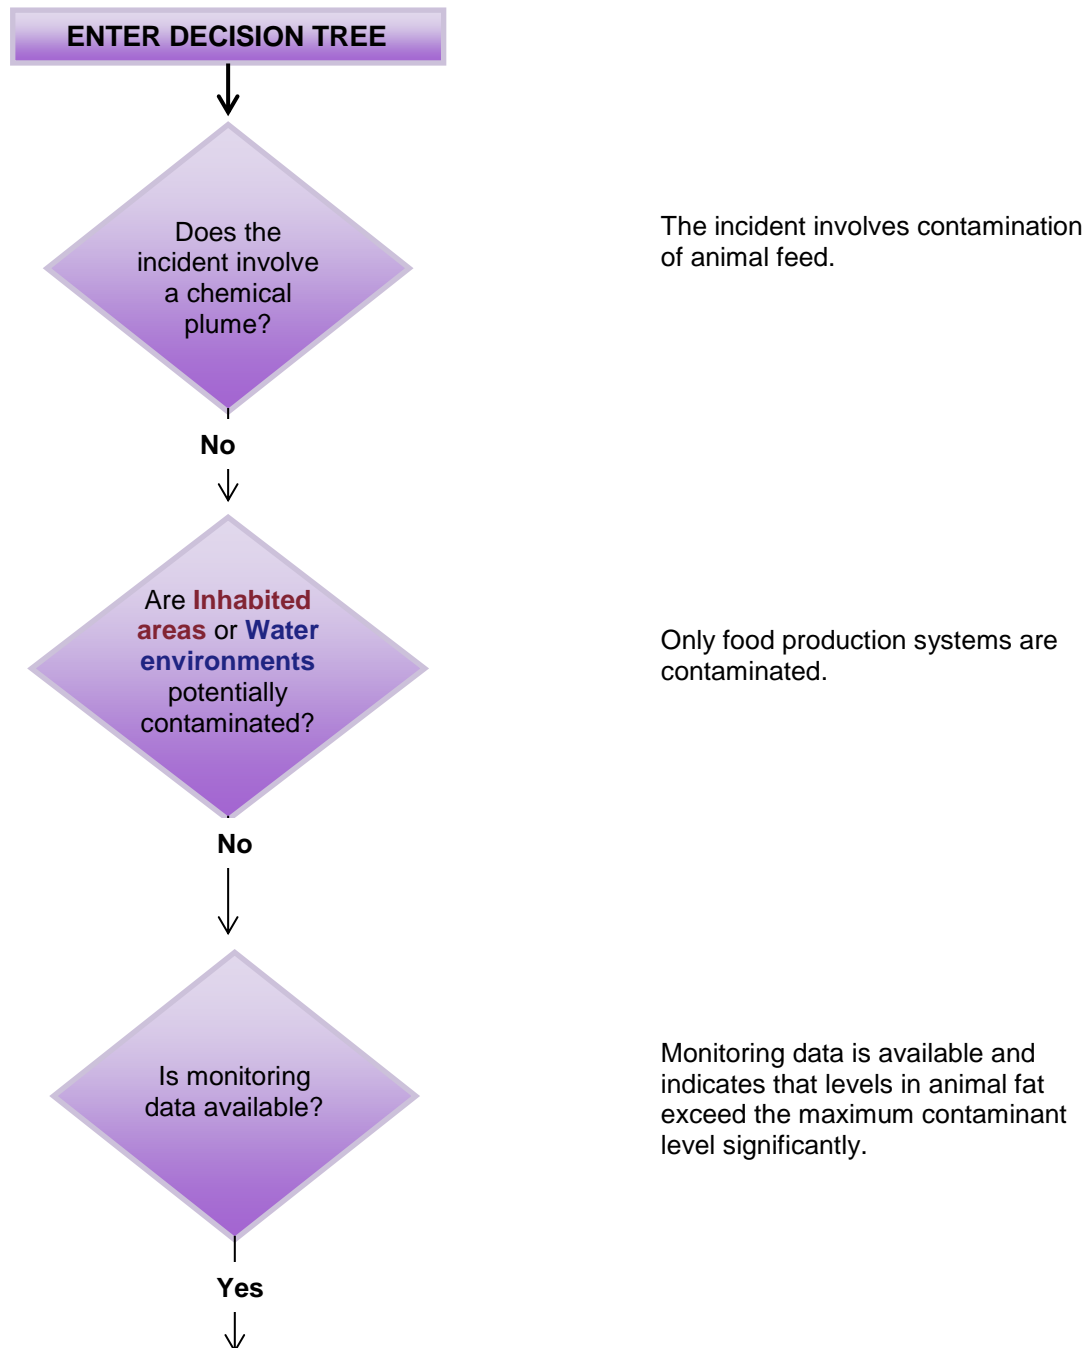 ENTER DECISION TREE
Does the
incident involve
a chemical
plume?
The incident involves contamination
of animal feed.
No
Are Inhabited
areas or Water
environments
potentially
contaminated?
Only food production systems are
contaminated.
No
Is monitoring
data available?
Monitoring data is available and
indicates that levels in animal fat
exceed the maximum contaminant
level significantly.
Yes